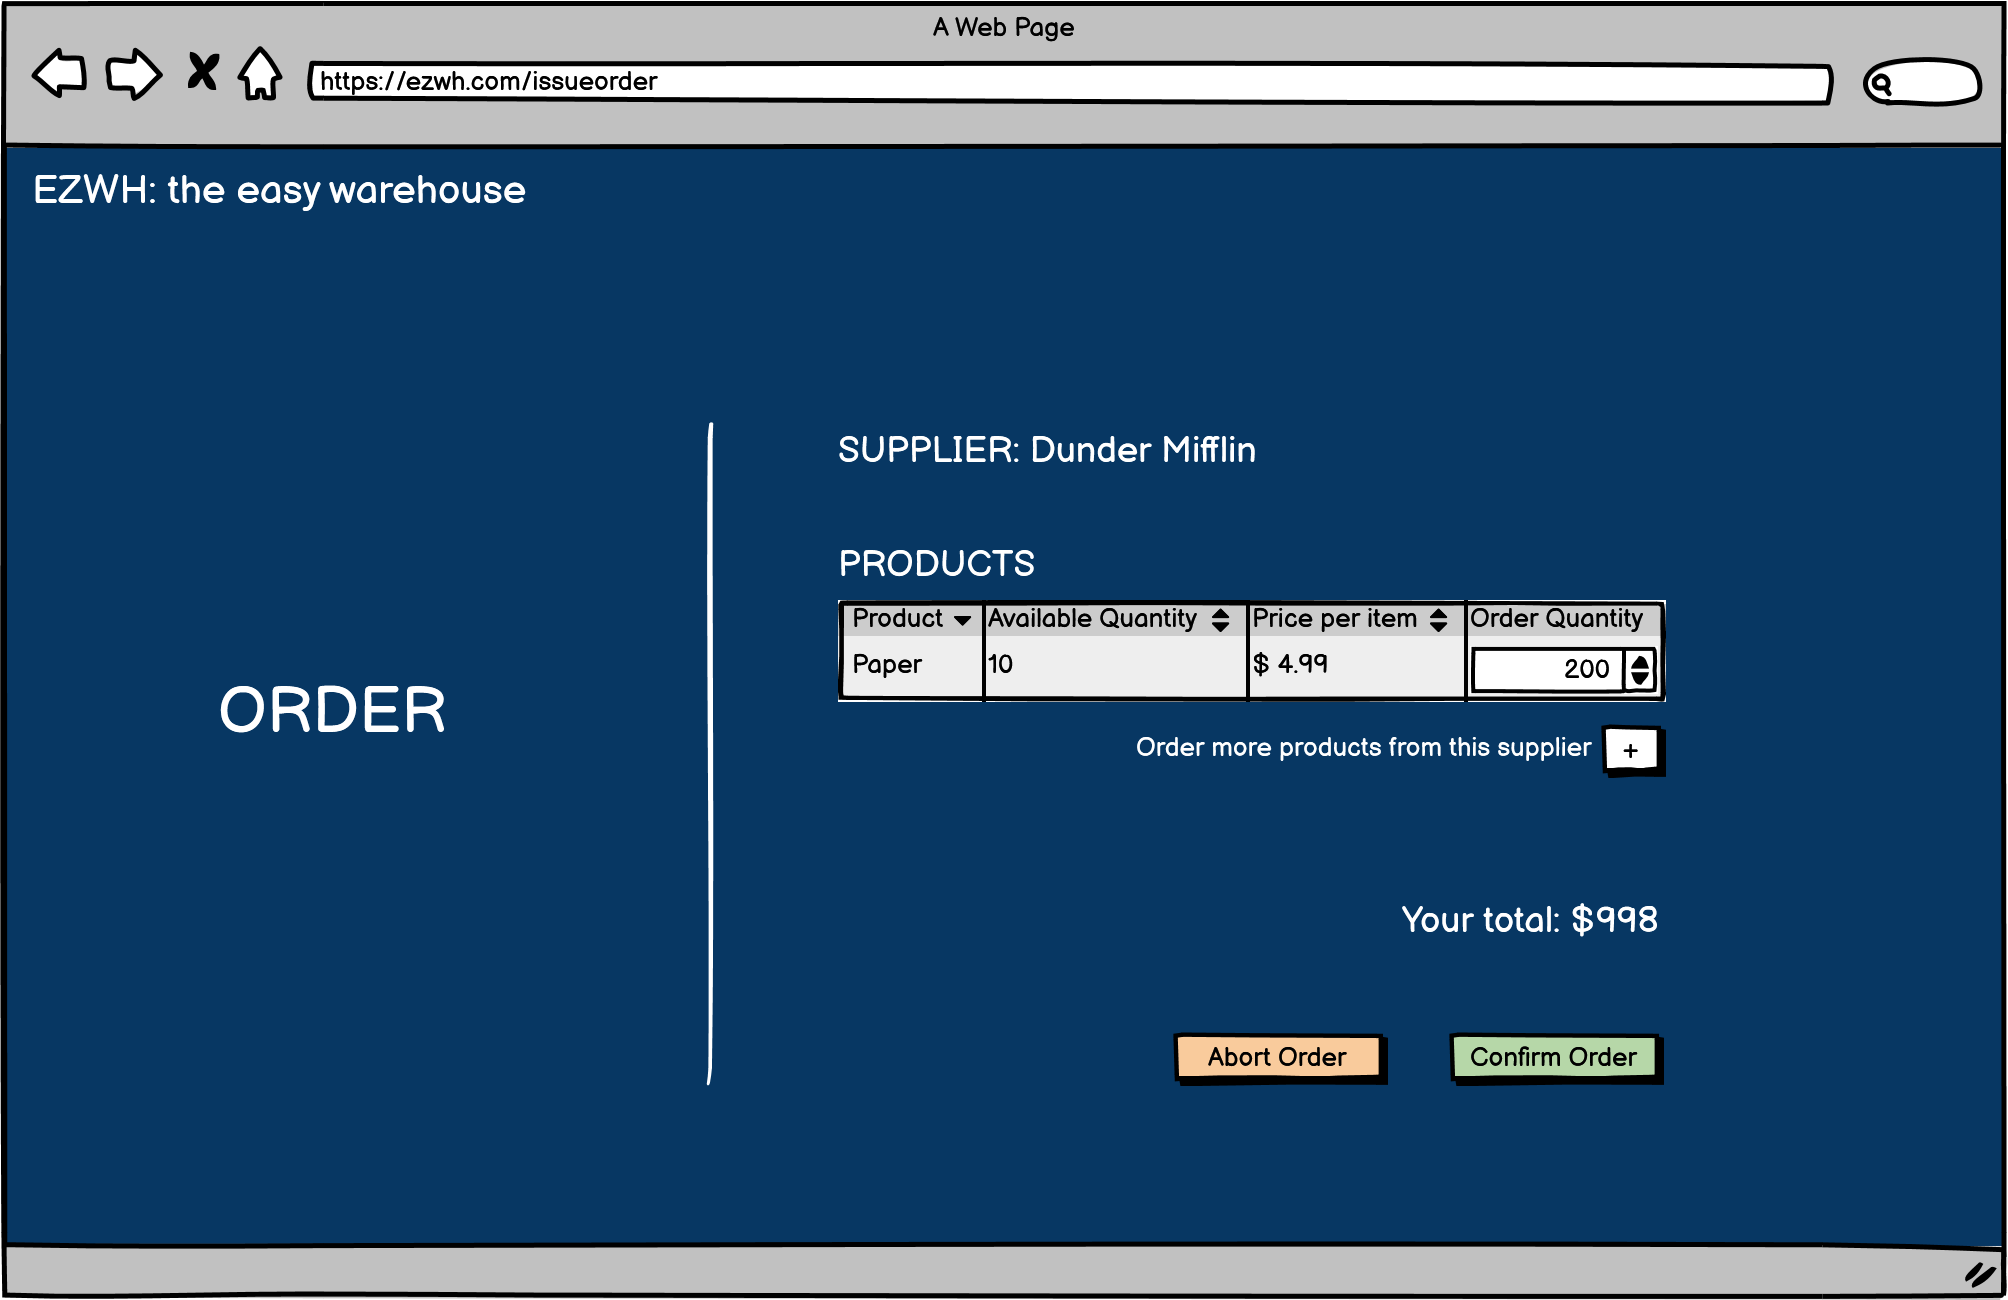 A Web Page
https://ezwh.com/issueorder
EZWH: the easy warehouse
ORDER
SUPPLIER: Dunder Mifflin
PRODUCTS
Product Available Quantity Price per item Order Quantity
Paper 10 $ 4.99 200
Order more products from this supplier +
Your total: $998
Abort Order Confirm Order